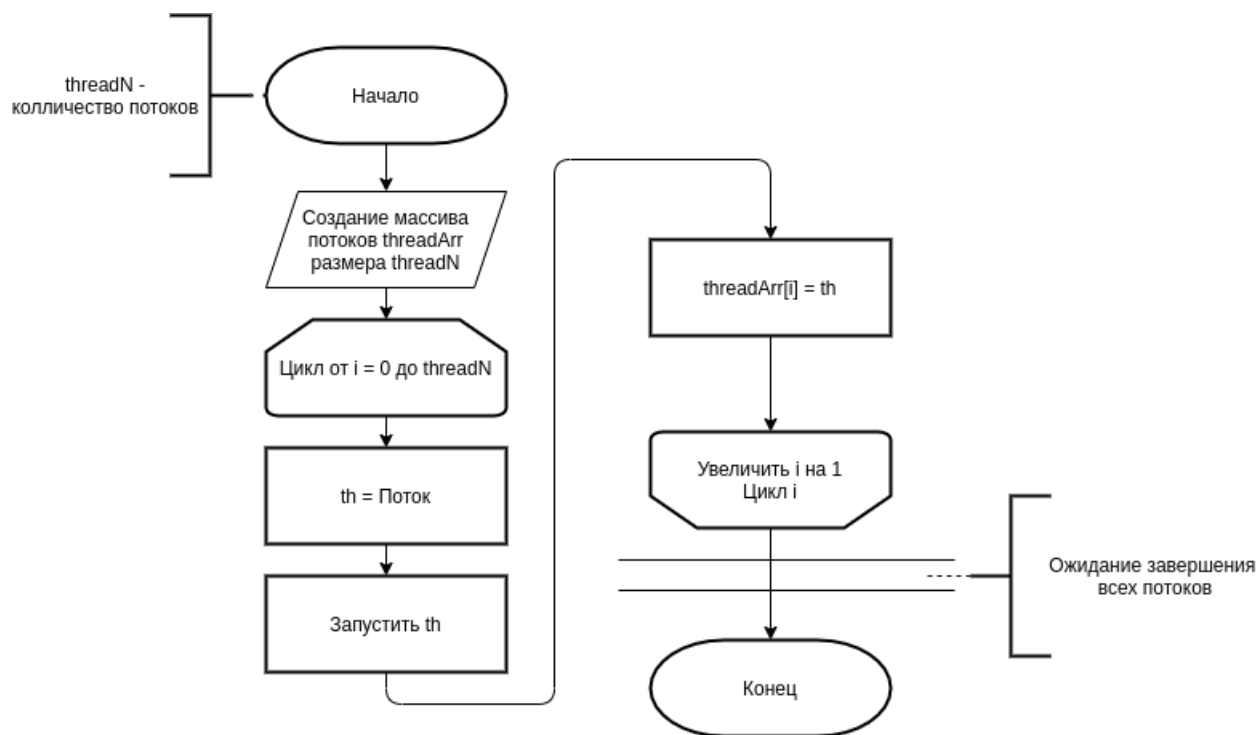 threadN -
колличество потоков
Начало
Создание массива
потоков threadArr
размера threadN
Цикл от i = 0 до threadN
th = Поток
Запустить th
threadArr[i] = th
Увеличить i на 1
Цикл i
Ожидание завершения
всех потоков
Конец